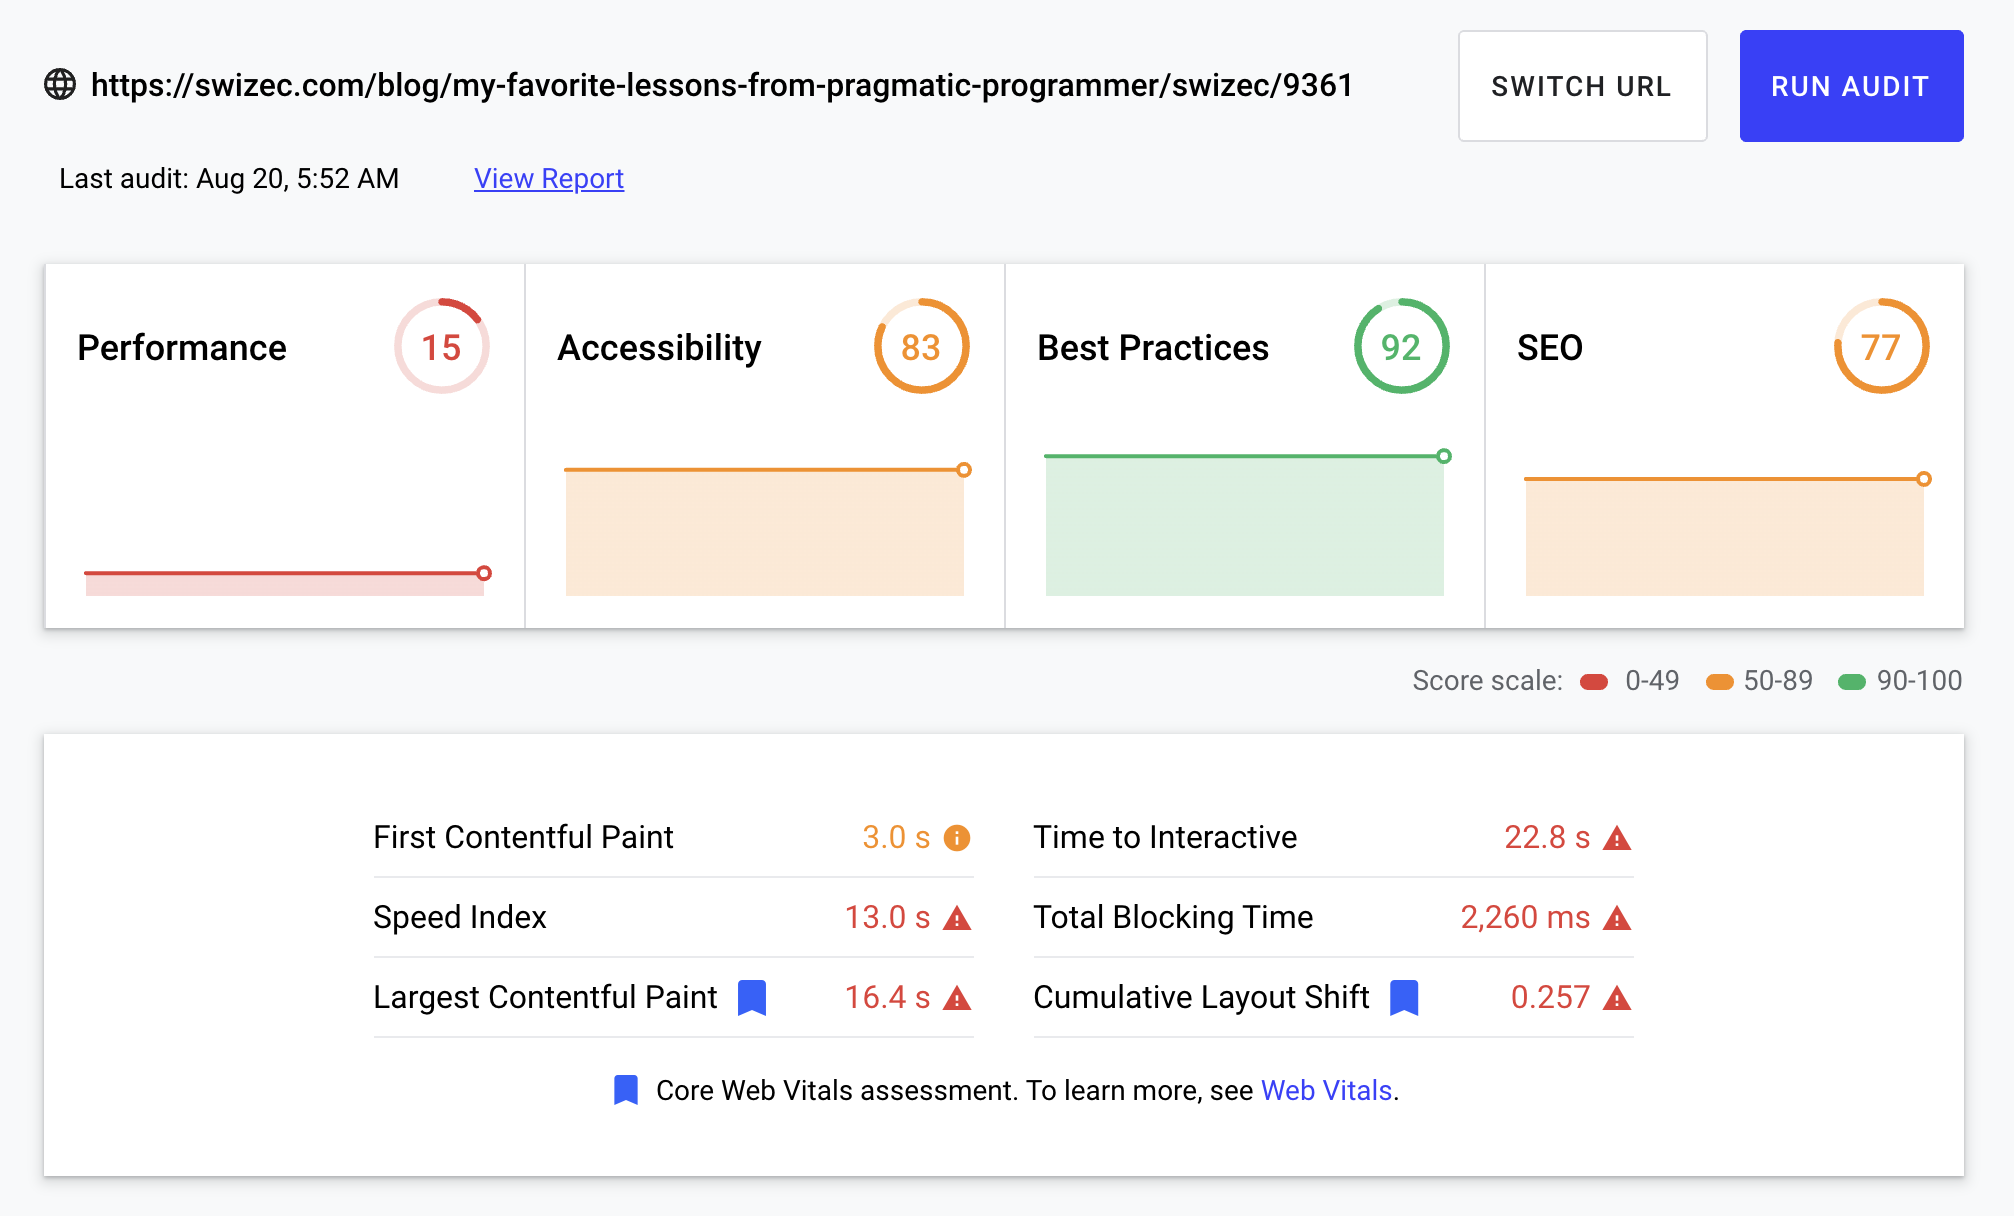 https://swizec.com/blog/my-favorite-lessons-from-pragmatic-programmer/swizec/9361
SWITCH URL
RUN AUDIT
Last audit: Aug 20, 5:52 AM
View Report
Performance
15
Accessibility
83
Best Practices
92
SEO
77
Score scale: 0-49 50-89 90-100
First Contentful Paint 3.0 s
Time to Interactive 22.8 s
Speed Index 13.0 s
Total Blocking Time 2,260 ms
Largest Contentful Paint 16.4 s
Cumulative Layout Shift 0.257
Core Web Vitals assessment. To learn more, see Web Vitals.